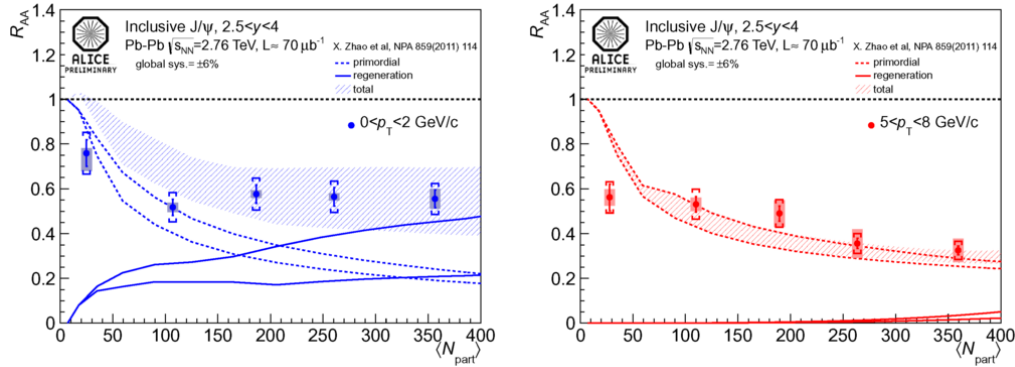 R_AA
1.4
1.2
1
0.8
0.6
0.4
0.2
0
0 50 100 150 200 250 300 350 400
⟨N_part⟩
ALICE
PRELIMINARY
Inclusive J/ψ, 2.5<y<4
Pb-Pb √s_NN=2.76 TeV, L≈ 70 μb⁻¹
global sys.= ±6%
X. Zhao et al, NPA 859(2011) 114
primordial
regeneration
total
0<p_T<2 GeV/c
R_AA
1.4
1.2
1
0.8
0.6
0.4
0.2
0
0 50 100 150 200 250 300 350 400
⟨N_part⟩
ALICE
PRELIMINARY
Inclusive J/ψ, 2.5<y<4
Pb-Pb √s_NN=2.76 TeV, L≈ 70 μb⁻¹
global sys.= ±6%
X. Zhao et al, NPA 859(2011) 114
primordial
regeneration
total
5<p_T<8 GeV/c